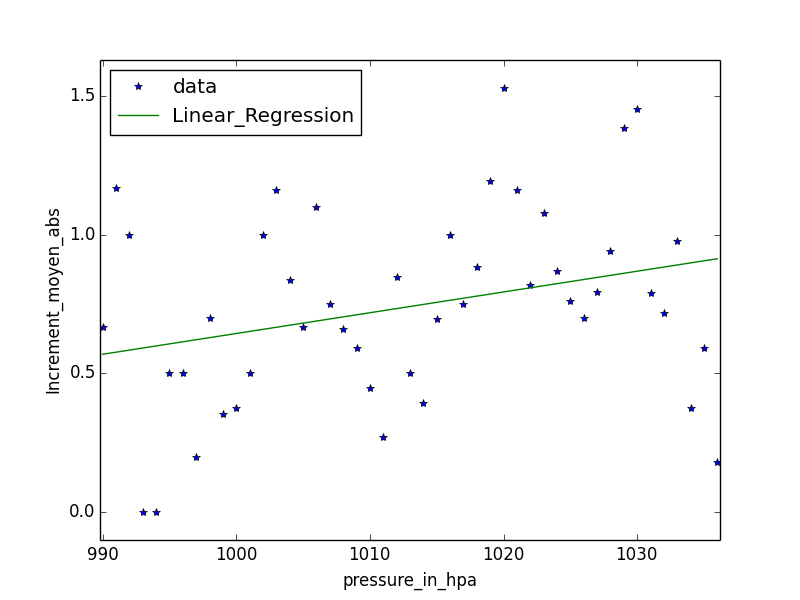 data
Linear_Regression
1.5
1.0
0.5
0.0
Increment_moyen_abs
990 1000 1010 1020 1030
pressure_in_hpa